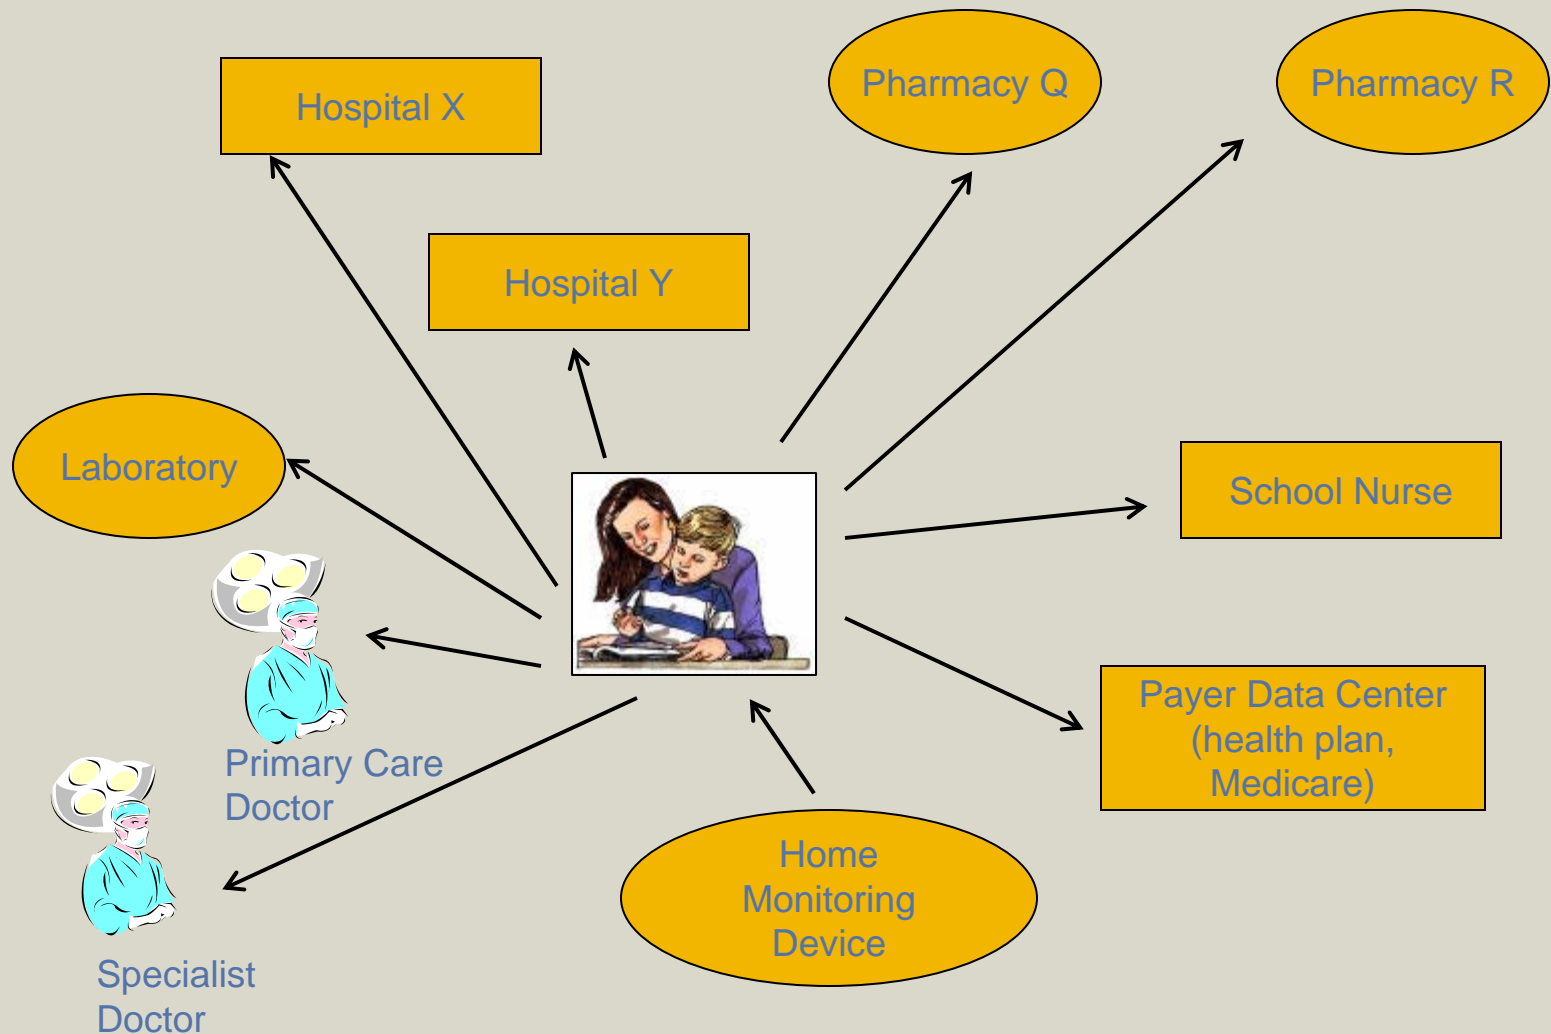 Pharmacy Q
Pharmacy R
Hospital X
Hospital Y
Laboratory
School Nurse
Primary Care
Doctor
Payer Data Center
(health plan,
Medicare)
Home
Monitoring
Device
Specialist
Doctor